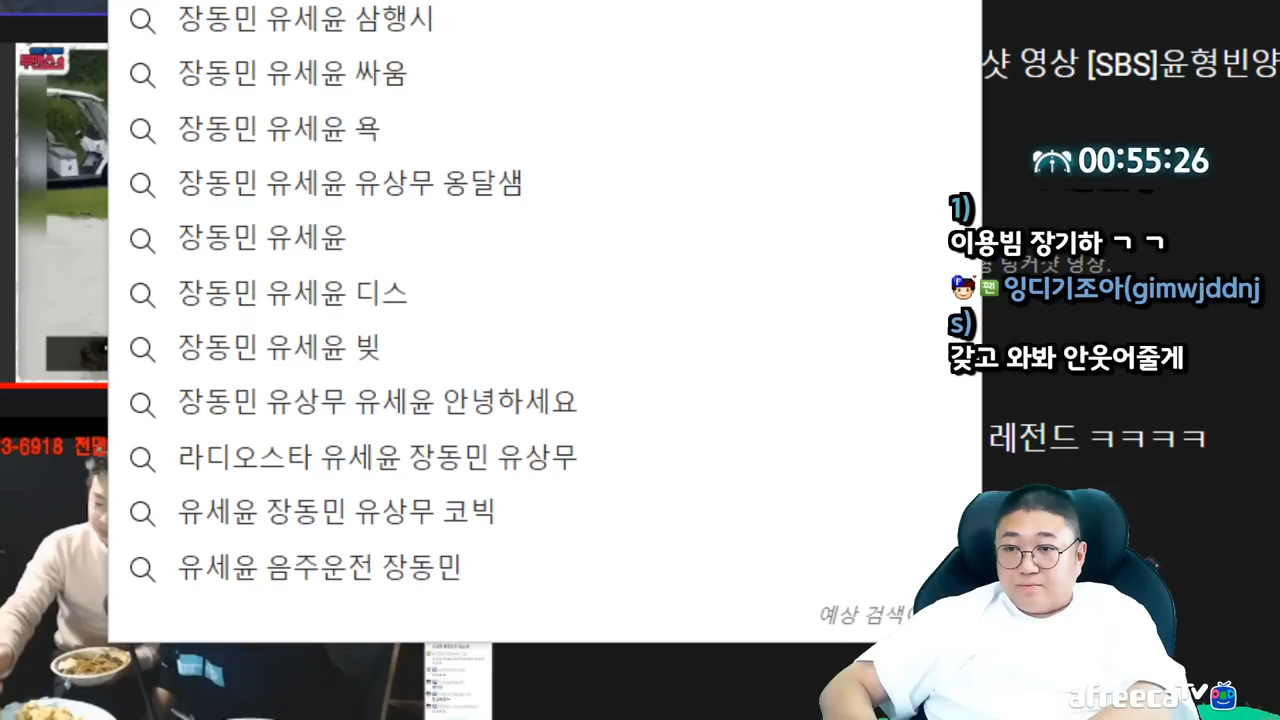 장동민 유세윤 삼행시
장동민 유세윤 싸움
장동민 유세윤 욕
장동민 유세윤 유상무 옹달샘
장동민 유세윤
장동민 유세윤 디스
장동민 유세윤 빚
장동민 유상무 유세윤 안녕하세요
라디오스타 유세윤 장동민 유상무
유세윤 장동민 유상무 코빅
유세윤 음주운전 장동민
예상 검색
샷 영상 [SBS]윤형빈양
00:55:26
1)
이용빔 장기하 ㄱ ㄱ
샷 영상.
팬 잉디기조아(gimwjddnj
s)
갖고 와봐 안웃어줄게
레전드 ㅋㅋㅋㅋ
3-6918
afreecaTV